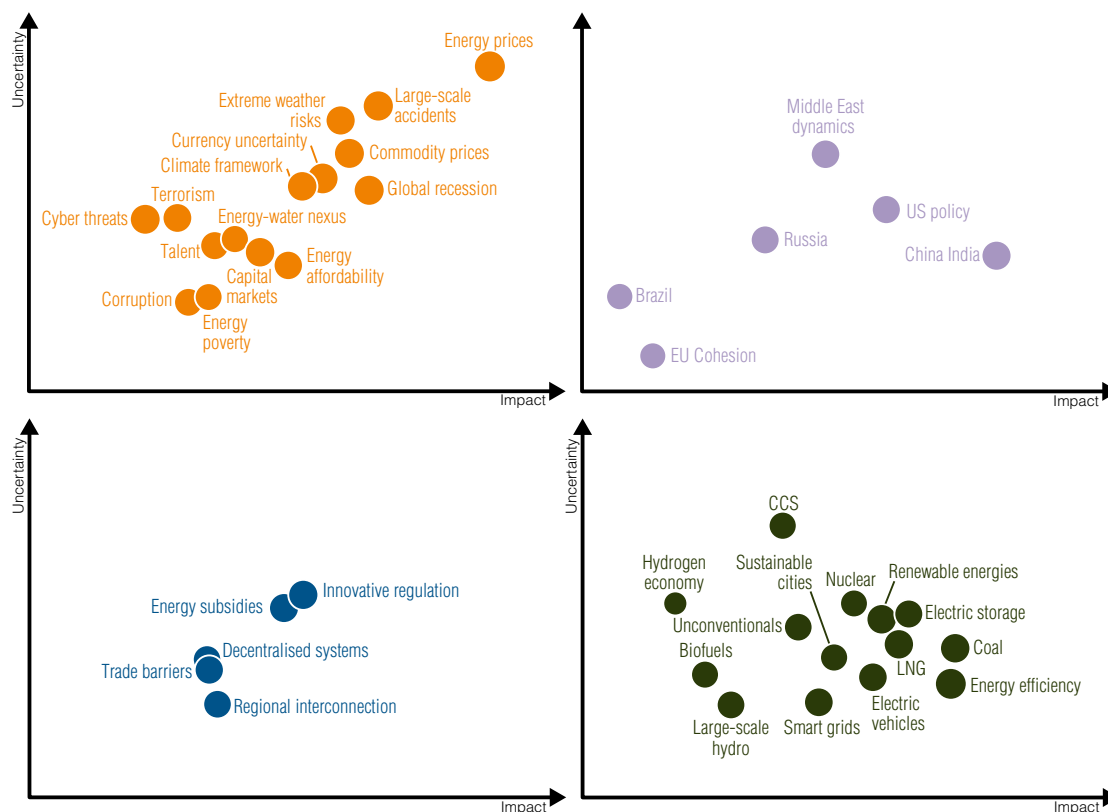 Uncertainty
Energy prices
Large-scale
accidents
Extreme weather
risks
Currency uncertainty
Commodity prices
Climate framework
Global recession
Terrorism
Cyber threats
Energy-water nexus
Talent
Energy
affordability
Capital
markets
Corruption
Energy
poverty
Impact
Uncertainty
Middle East
dynamics
US policy
Russia
China India
Brazil
EU Cohesion
Impact
Uncertainty
Innovative regulation
Energy subsidies
Decentralised systems
Trade barriers
Regional interconnection
Impact
Uncertainty
CCS
Hydrogen
economy
Sustainable
cities
Nuclear
Renewable energies
Electric storage
Unconventionals
Coal
Biofuels
LNG
Energy efficiency
Electric
vehicles
Large-scale
hydro
Smart grids
Impact